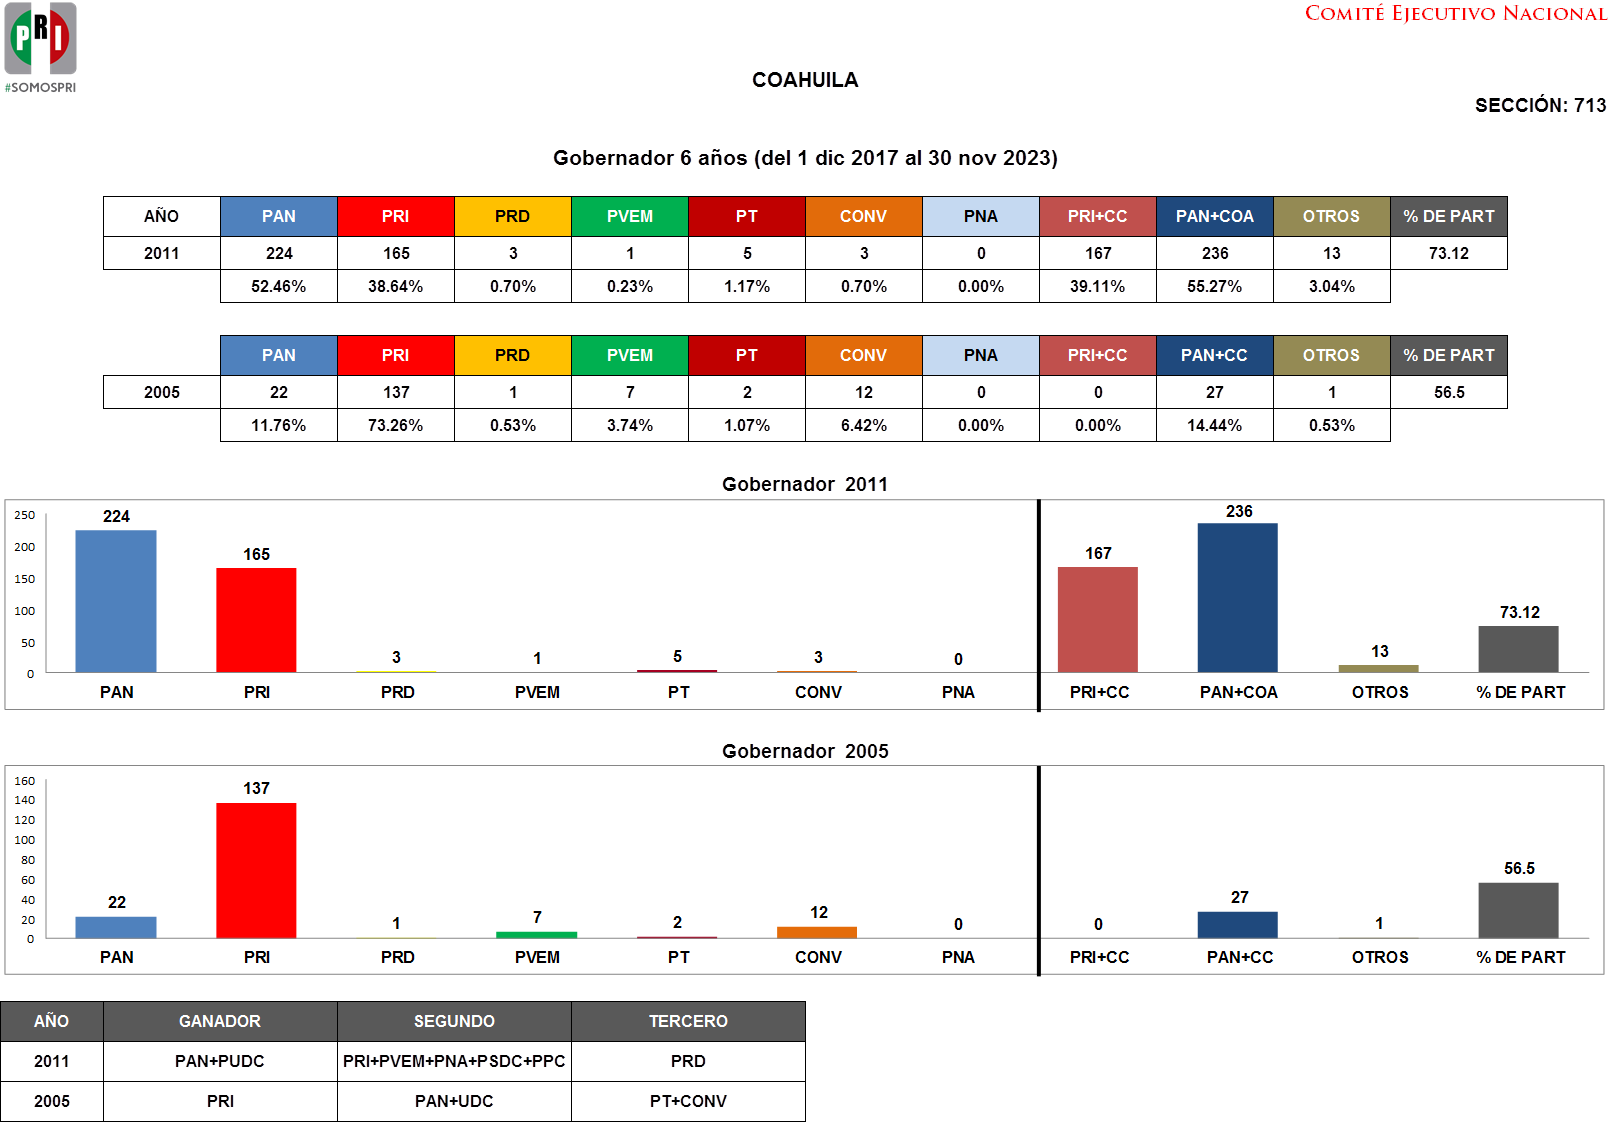 PRI
#SOMOSPRI
COMITÉ EJECUTIVO NACIONAL
COAHUILA
SECCIÓN: 713
Gobernador 6 años (del 1 dic 2017 al 30 nov 2023)
AÑO PAN PRI PRD PVEM PT CONV PNA PRI+CC PAN+COA OTROS % DE PART
2011 224 165 3 1 5 3 0 167 236 13 73.12
52.46% 38.64% 0.70% 0.23% 1.17% 0.70% 0.00% 39.11% 55.27% 3.04%
PAN PRI PRD PVEM PT CONV PNA PRI+CC PAN+CC OTROS % DE PART
2005 22 137 1 7 2 12 0 0 27 1 56.5
11.76% 73.26% 0.53% 3.74% 1.07% 6.42% 0.00% 0.00% 14.44% 0.53%
Gobernador 2011
250
200
150
100
50
0
224 165 3 1 5 3 0 167 236 13 73.12
PAN PRI PRD PVEM PT CONV PNA PRI+CC PAN+COA OTROS % DE PART
Gobernador 2005
160
140
120
100
80
60
40
20
0
22 137 1 7 2 12 0 0 27 1 56.5
PAN PRI PRD PVEM PT CONV PNA PRI+CC PAN+CC OTROS % DE PART
AÑO GANADOR SEGUNDO TERCERO
2011 PAN+PUDC PRI+PVEM+PNA+PSDC+PPC PRD
2005 PRI PAN+UDC PT+CONV